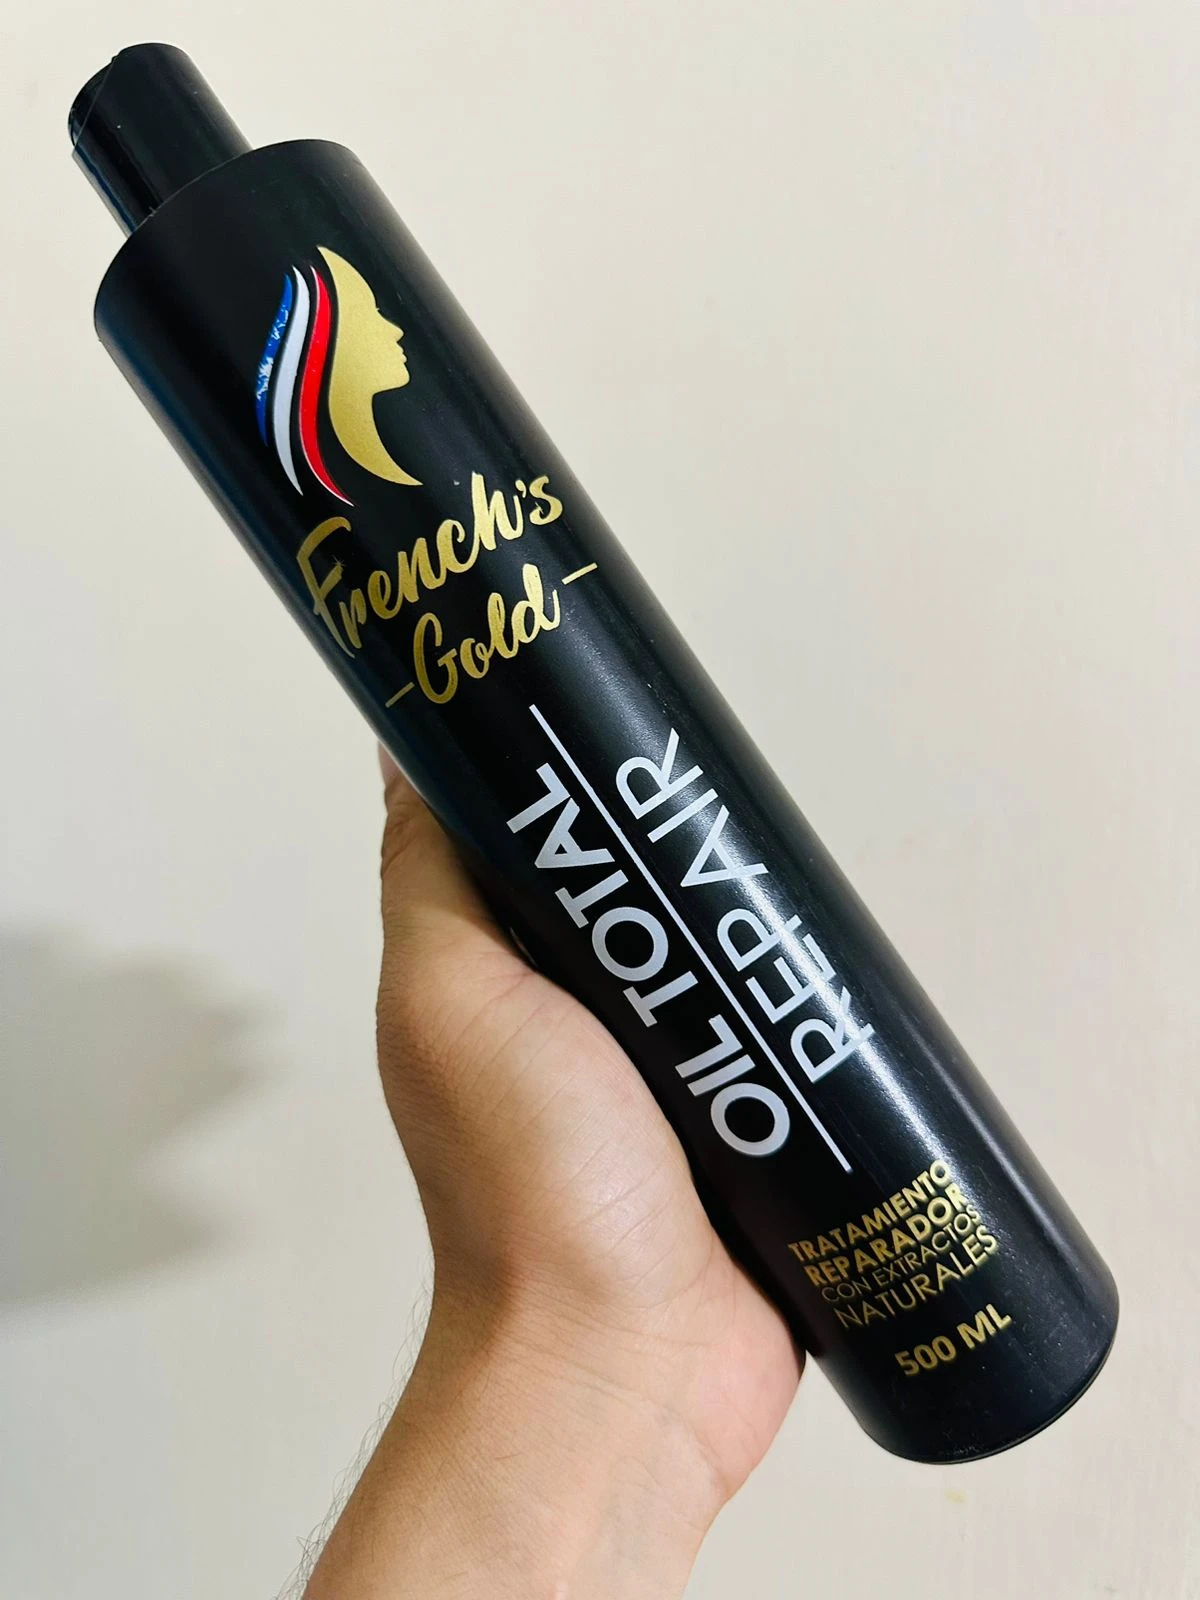 French's
Gold
OIL TOTAL
REPAIR
TRATAMIENTO
REPARADOR
CON EXTRACTOS
NATURALES
500 ML